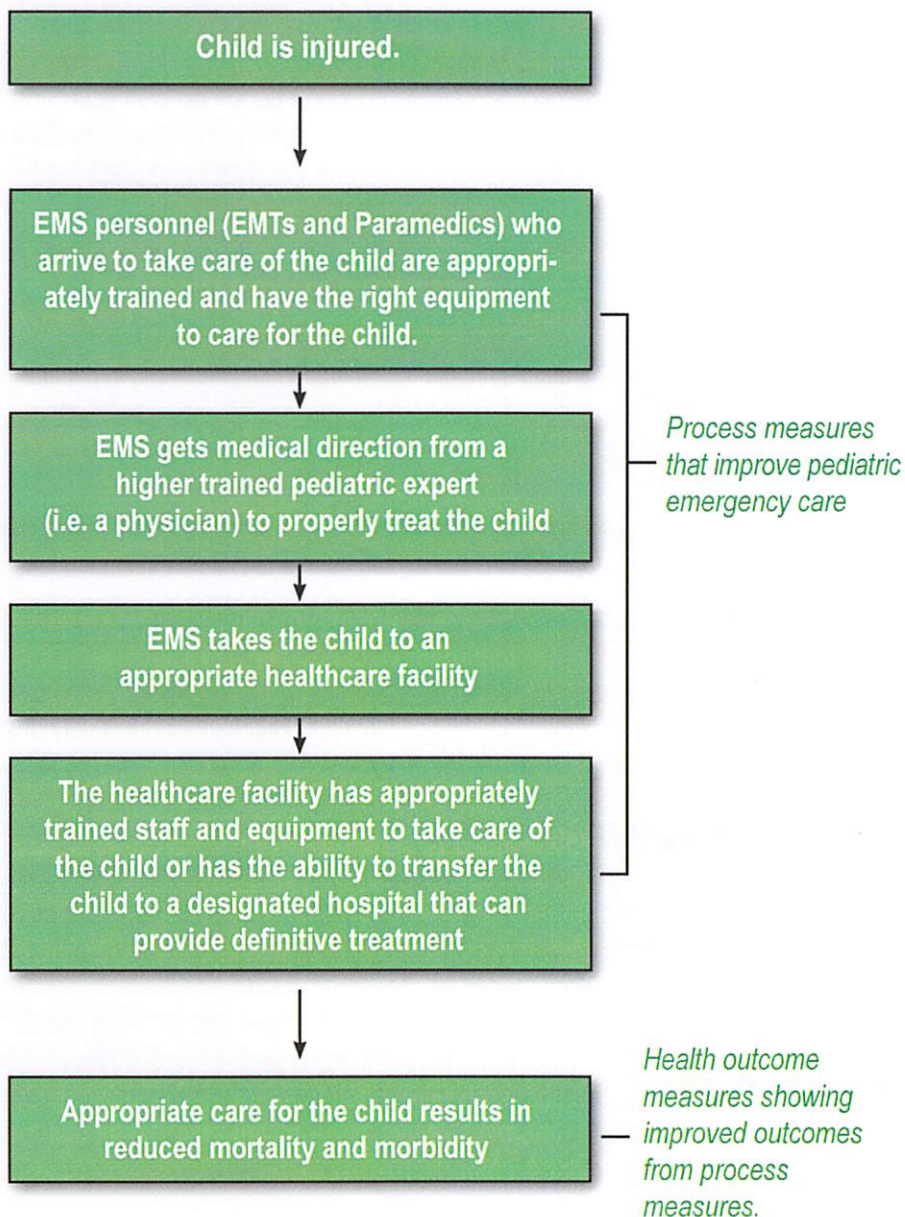 Child is injured.
EMS personnel (EMTs and Paramedics) who
arrive to take care of the child are appropri-
ately trained and have the right equipment
to care for the child.
EMS gets medical direction from a
higher trained pediatric expert
(i.e. a physician) to properly treat the child
Process measures
that improve pediatric
emergency care
EMS takes the child to an
appropriate healthcare facility
The healthcare facility has appropriately
trained staff and equipment to take care of
the child or has the ability to transfer the
child to a designated hospital that can
provide definitive treatment
Appropriate care for the child results in
reduced mortality and morbidity
Health outcome
measures showing
improved outcomes
from process
measures.